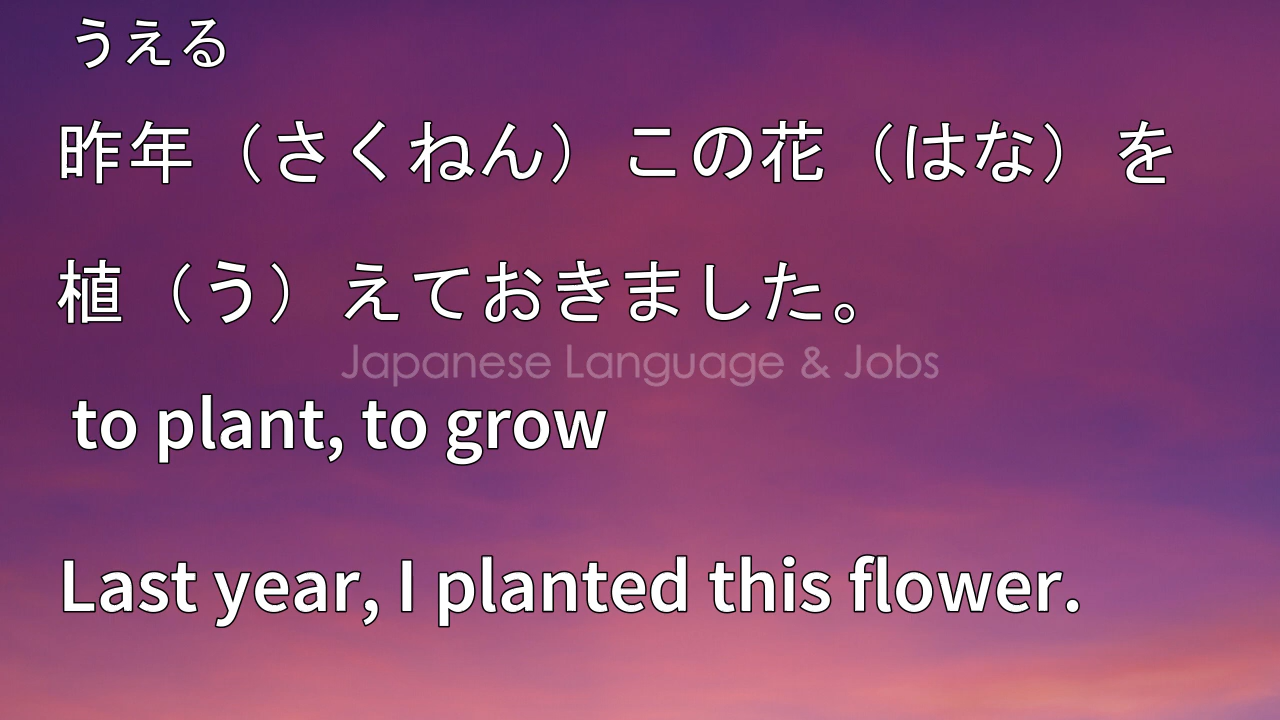 うえる
昨年（さくねん）この花（はな）を
植（う）えておきました。
Japanese Language & Jobs
to plant, to grow
Last year, I planted this flower.